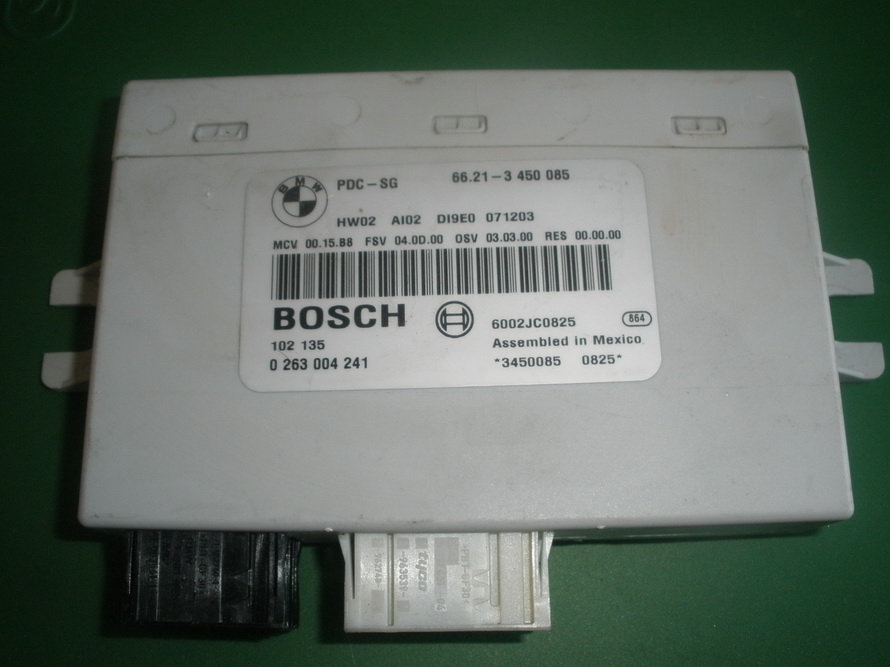 BMW
PDC-SG 66.21-3 450 085
HW02 AI02 DI9E0 071203
MCV 00.15.B8 FSV 04.0D.00 OSV 03.03.00 RES 00.00.00
BOSCH
6002JC0825 864
102 135 Assembled in Mexico
0 263 004 241 *3450085 0825*
tyco